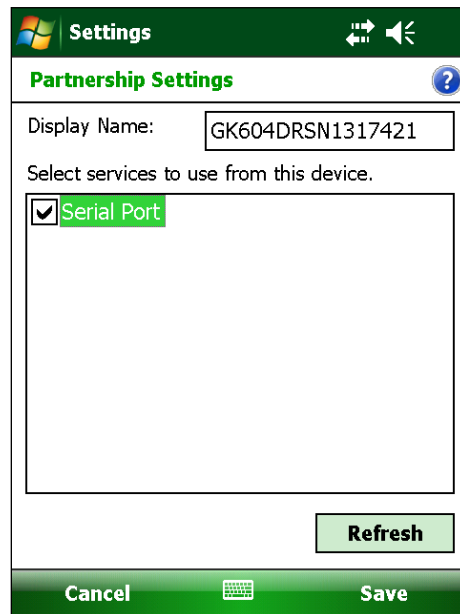 Settings
Partnership Settings
?
Display Name: GK604DRSN1317421
Select services to use from this device.
Serial Port
Refresh
Cancel Save